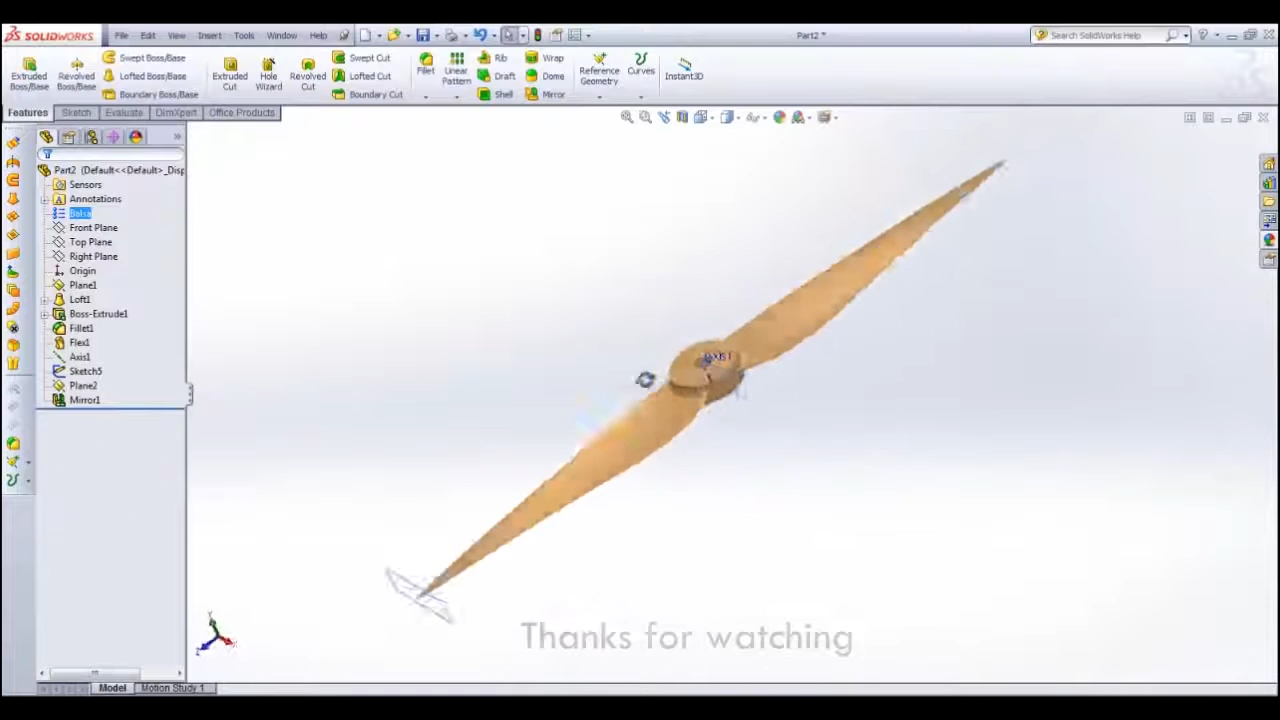 SOLIDWORKS File Edit View Insert Tools Window Help Part2 * Search SolidWorks Help
Extruded Boss/Base Revolved Boss/Base Swept Boss/Base Lofted Boss/Base Boundary Boss/Base Extruded Cut Hole Wizard Revolved Cut Swept Cut Lofted Cut Boundary Cut Fillet Linear Pattern Rib Draft Shell Wrap Dome Mirror Reference Geometry Curves Instant3D
Features Sketch Evaluate DimXpert Office Products
Part2 (Default<<Default>_Disp
Sensors
Annotations
Balsa
Front Plane
Top Plane
Right Plane
Origin
Plane1
Loft1
Boss-Extrude1
Fillet1
Flex1
Axis1
Sketch5
Plane2
Mirror1
Axis1
Thanks for watching
Model Motion Study 1